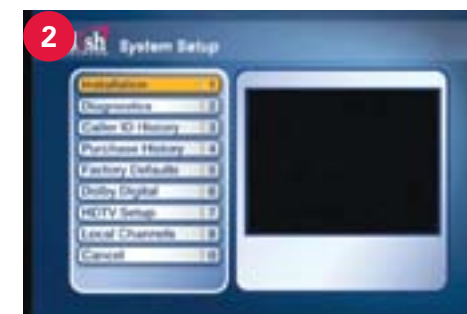 2
dish System Setup
Installation 1
Diagnostics 2
Caller ID History 3
Purchase History 4
Factory Defaults 5
Dolby Digital 6
HDTV Setup 7
Local Channels 8
Cancel 0